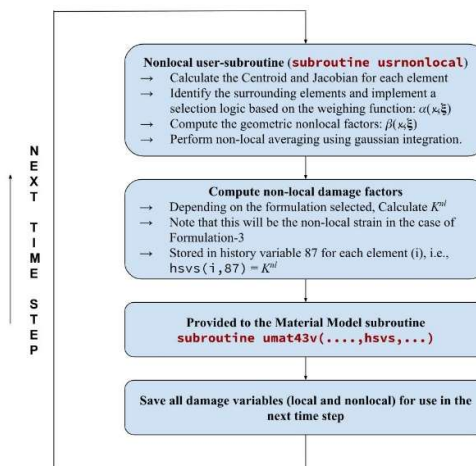 Nonlocal user-subroutine (subroutine usrnonlocal)
→ Calculate the Centroid and Jacobian for each element
→ Identify the surrounding elements and implement a
selection logic based on the weighing function: α(x,ξ)
→ Compute the geometric nonlocal factors: β(x,ξ)
→ Perform non-local averaging using gaussian integration.
NEXT TIME STEP
Compute non-local damage factors
→ Depending on the formulation selected, Calculate Kⁿˡ
→ Note that this will be the non-local strain in the case of
Formulation-3
→ Stored in history variable 87 for each element (i), i.e.,
hsvs(i,87) = Kⁿˡ
Provided to the Material Model subroutine
subroutine umat43v(....,hsvs,...)
Save all damage variables (local and nonlocal) for use in the
next time step